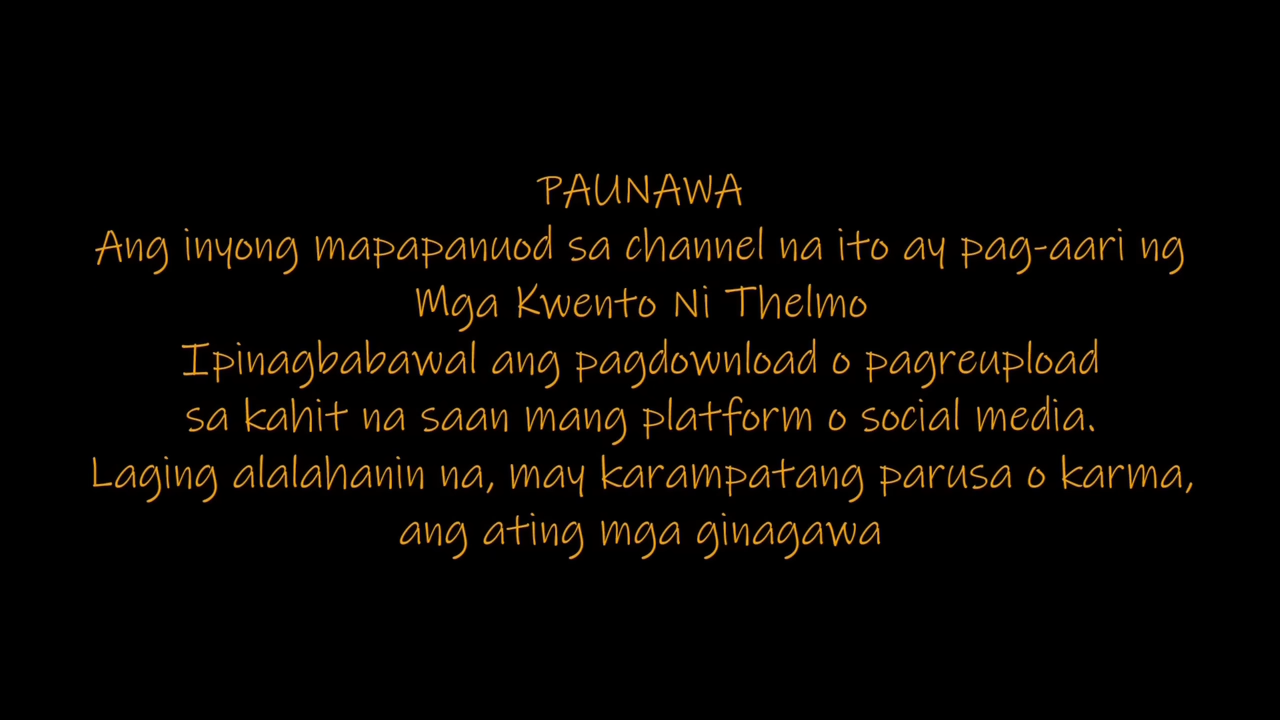 PAUNAWA
Ang inyong mapapanuod sa channel na ito ay pag-aari ng
Mga Kwento Ni Thelmo
Ipinagbabawal ang pagdownload o pagreupload
sa kahit na saan mang platform o social media.
Laging alalahanin na, may karampatang parusa o karma,
ang ating mga ginagawa